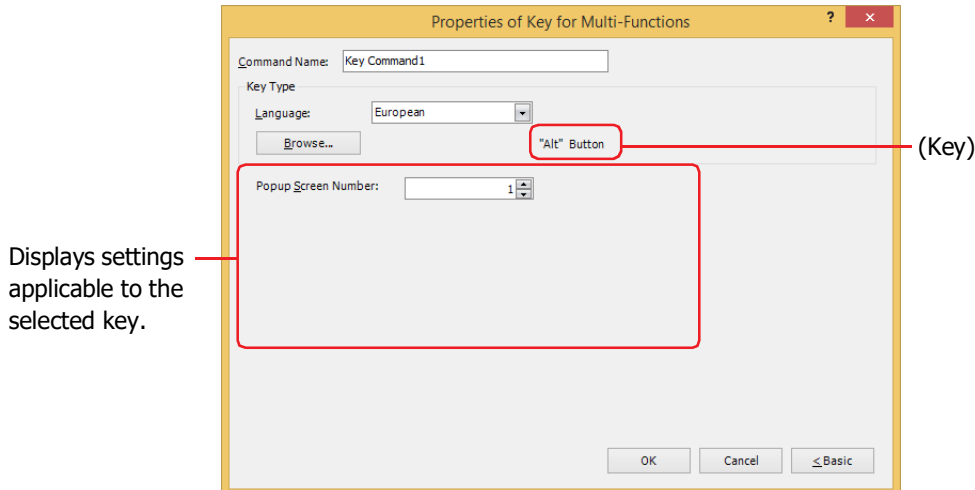 Properties of Key for Multi-Functions
?
×
Command Name: Key Command1
Key Type
Language: European
Browse... "Alt" Button
(Key)
Popup Screen Number: 1
Displays settings
applicable to the
selected key.
OK Cancel < Basic